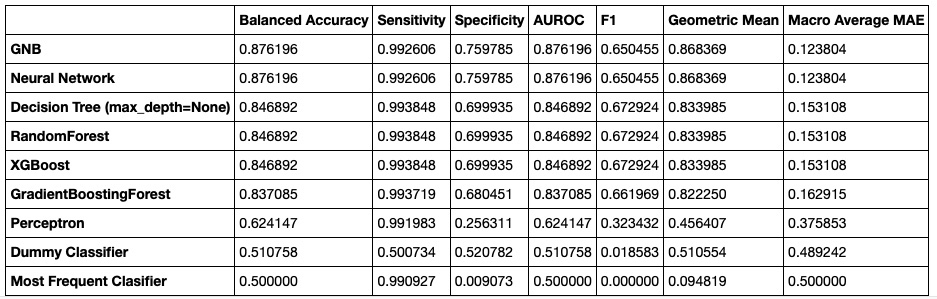 Balanced Accuracy Sensitivity Specificity AUROC F1 Geometric Mean Macro Average MAE
GNB 0.876196 0.992606 0.759785 0.876196 0.650455 0.868369 0.123804
Neural Network 0.876196 0.992606 0.759785 0.876196 0.650455 0.868369 0.123804
Decision Tree (max_depth=None) 0.846892 0.993848 0.699935 0.846892 0.672924 0.833985 0.153108
RandomForest 0.846892 0.993848 0.699935 0.846892 0.672924 0.833985 0.153108
XGBoost 0.846892 0.993848 0.699935 0.846892 0.672924 0.833985 0.153108
GradientBoostingForest 0.837085 0.993719 0.680451 0.837085 0.661969 0.822250 0.162915
Perceptron 0.624147 0.991983 0.256311 0.624147 0.323432 0.456407 0.375853
Dummy Classifier 0.510758 0.500734 0.520782 0.510758 0.018583 0.510554 0.489242
Most Frequent Clasifier 0.500000 0.990927 0.009073 0.500000 0.000000 0.094819 0.500000